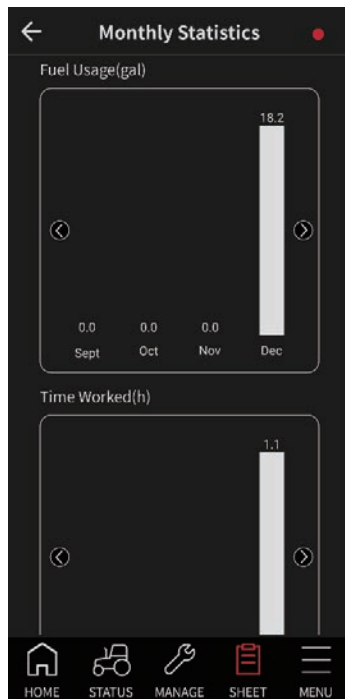 Monthly Statistics
Fuel Usage(gal)
18.2
0.0 0.0 0.0
Sept Oct Nov Dec
Time Worked(h)
1.1
HOME STATUS MANAGE SHEET MENU